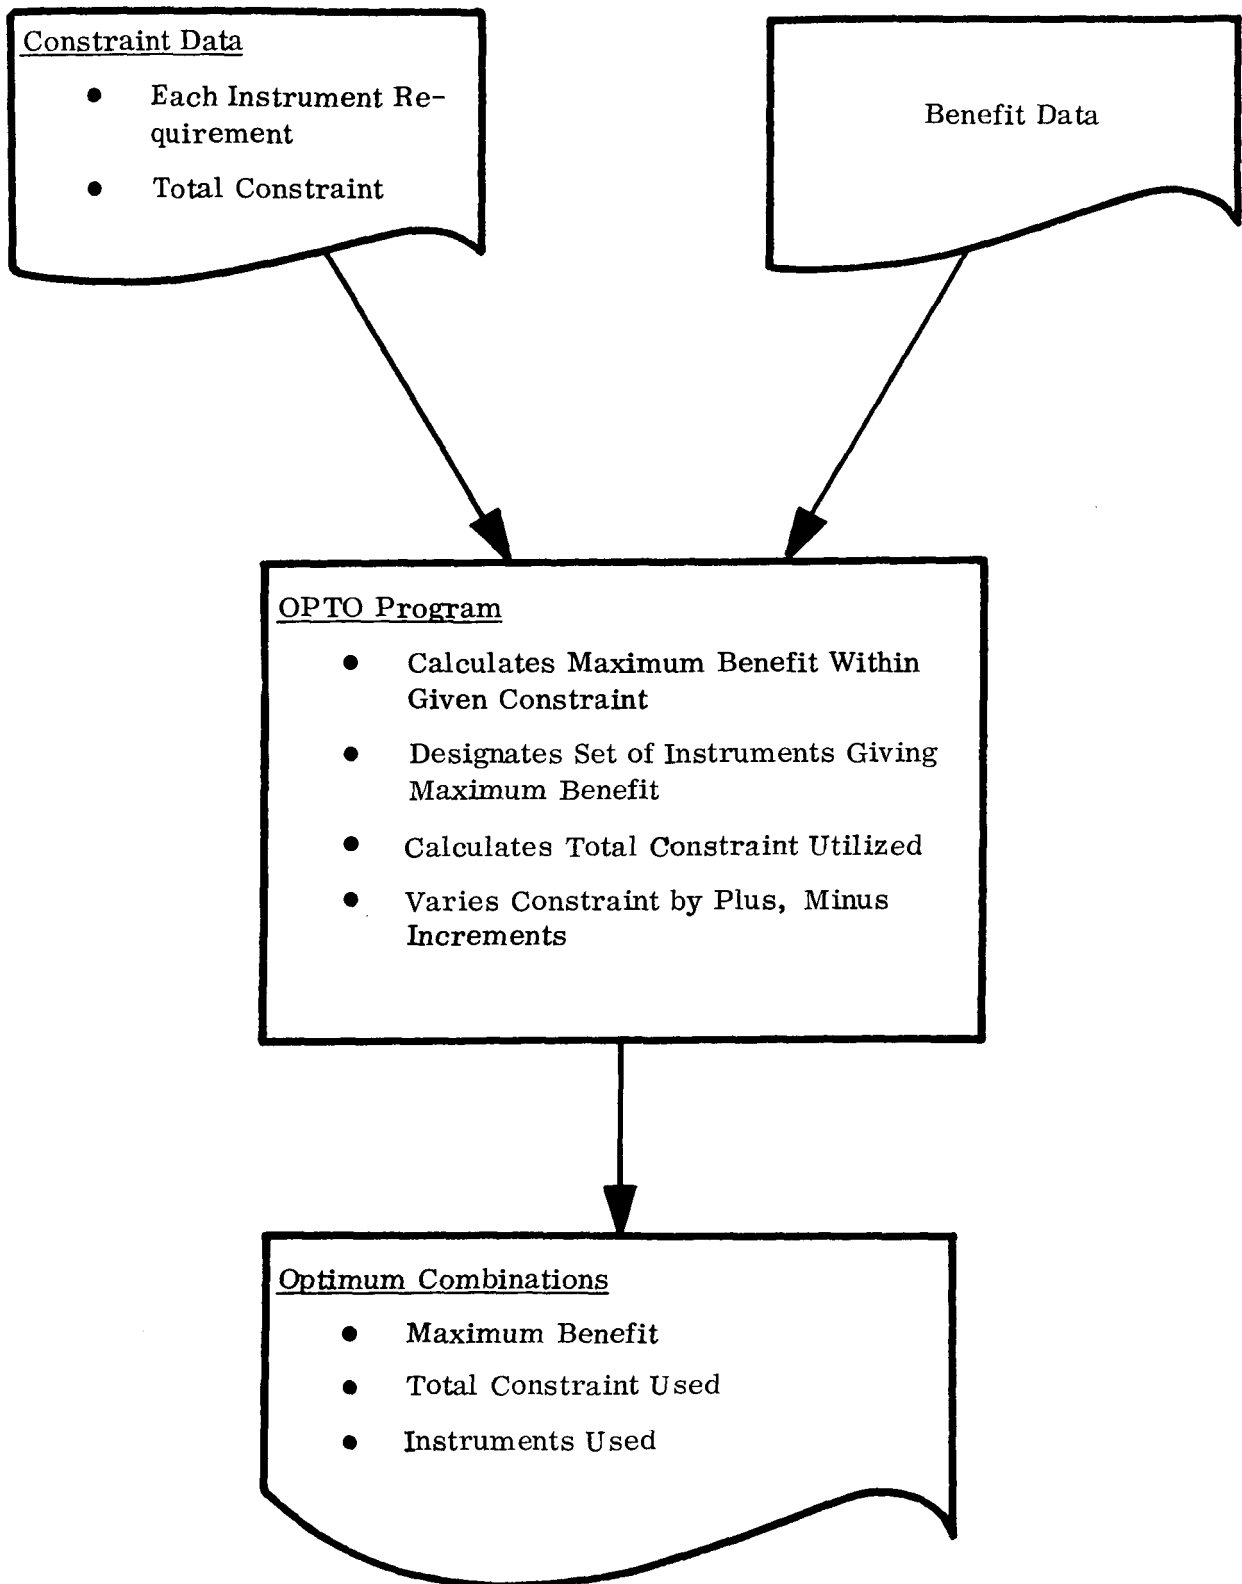 Constraint Data
• Each Instrument Re-
quirement
• Total Constraint
Benefit Data
OPTO Program
• Calculates Maximum Benefit Within
Given Constraint
• Designates Set of Instruments Giving
Maximum Benefit
• Calculates Total Constraint Utilized
• Varies Constraint by Plus, Minus
Increments
Optimum Combinations
• Maximum Benefit
• Total Constraint Used
• Instruments Used